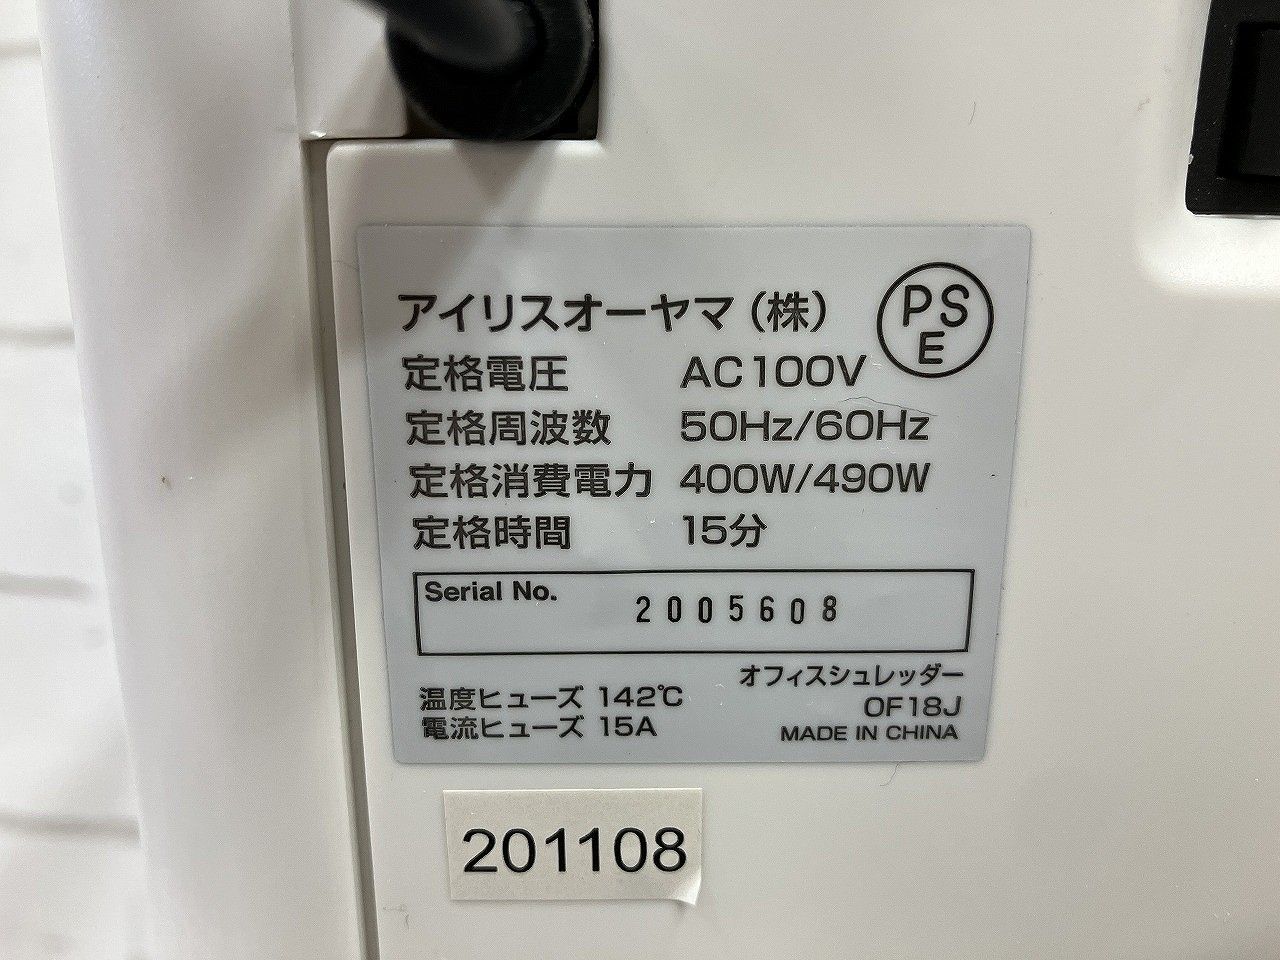 アイリスオーヤマ(株)
PS
E
定格電圧 AC100V
定格周波数 50Hz/60Hz
定格消費電力 400W/490W
定格時間 15分
Serial No. 2005608
温度ヒューズ 142℃
電流ヒューズ 15A
オフィスシュレッダー
OF18J
MADE IN CHINA
201108